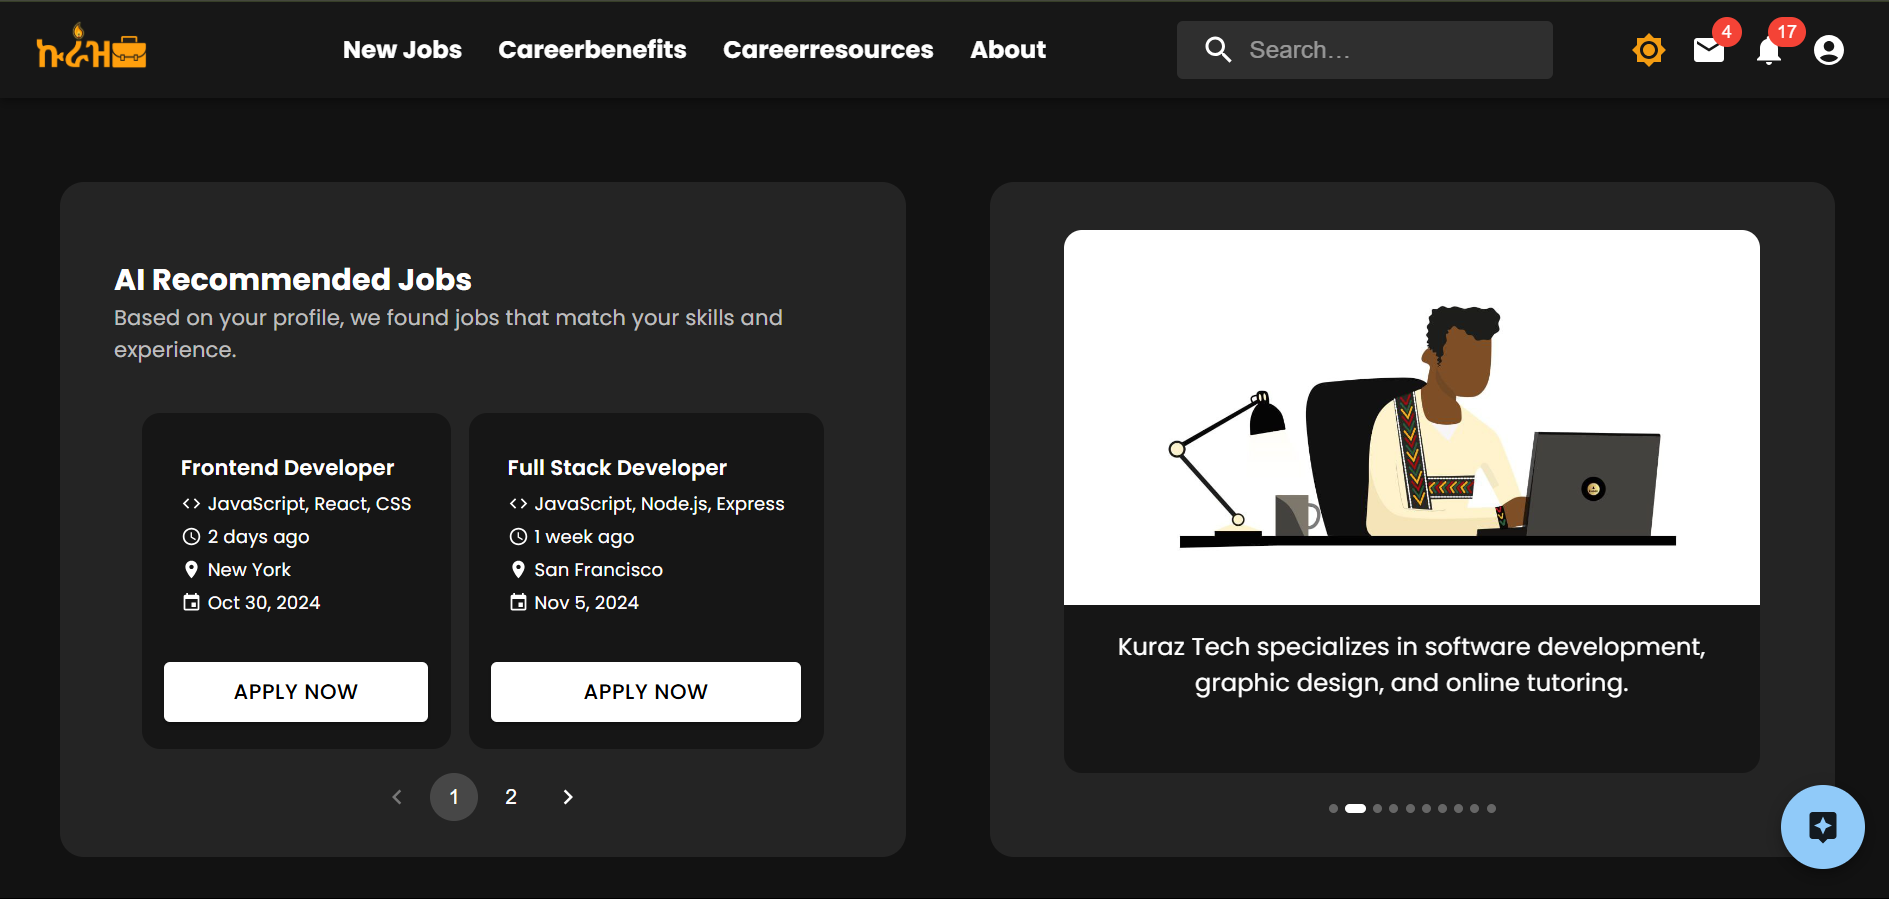 ኩራዝ
New Jobs
Careerbenefits
Careerresources
About
Search…
4
17
AI Recommended Jobs
Based on your profile, we found jobs that match your skills and
experience.
Frontend Developer
JavaScript, React, CSS
2 days ago
New York
Oct 30, 2024
APPLY NOW
Full Stack Developer
JavaScript, Node.js, Express
1 week ago
San Francisco
Nov 5, 2024
APPLY NOW
1
2
Kuraz Tech specializes in software development,
graphic design, and online tutoring.